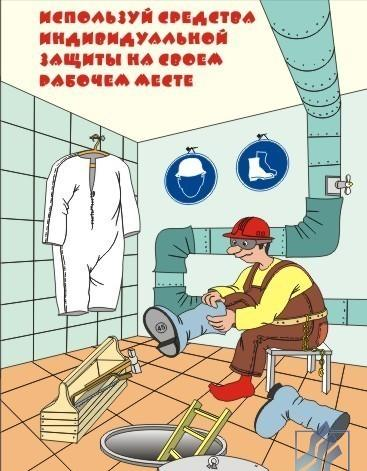 ИСПОЛЬЗУЙ СРЕДСТВА
ИНДИВИДУАЛЬНОЙ
ЗАЩИТЫ НА СВОЕМ
РАБОЧЕМ МЕСТЕ
45